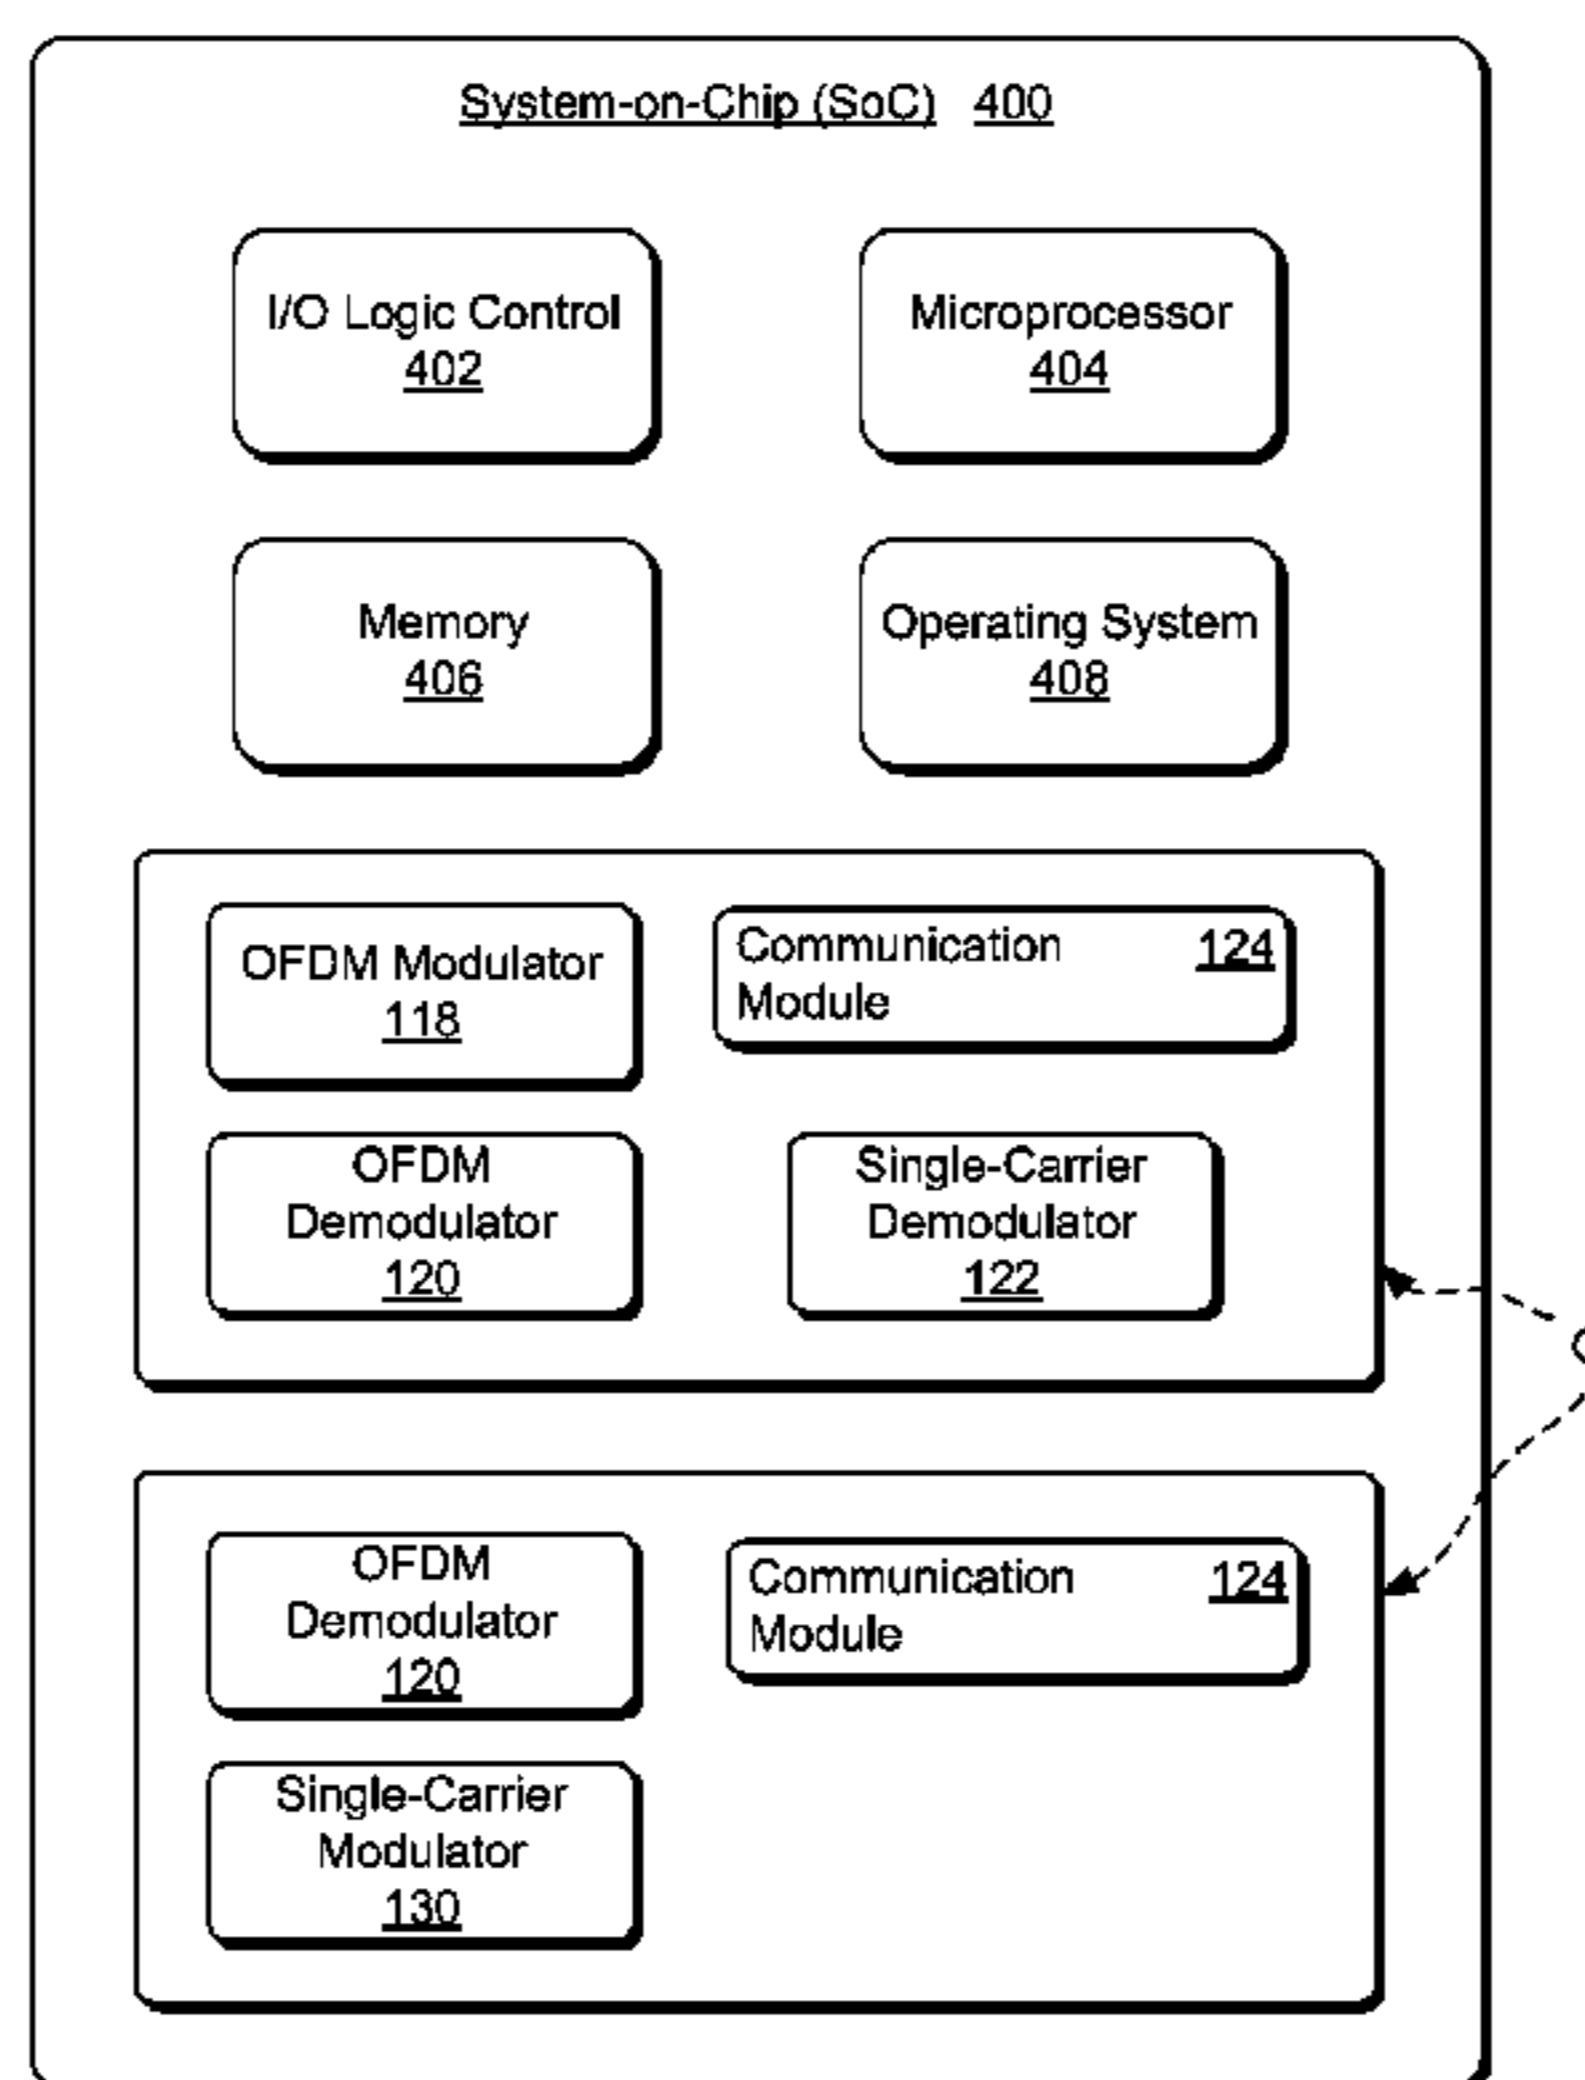 System-on-Chip (SoC) 400
I/O Logic Control
402
Microprocessor
404
Memory
406
Operating System
408
OFDM Modulator
118
Communication 124
Module
OFDM
Demodulator
120
Single-Carrier
Demodulator
122
OFDM
Demodulator
120
Communication 124
Module
Single-Carrier
Modulator
130